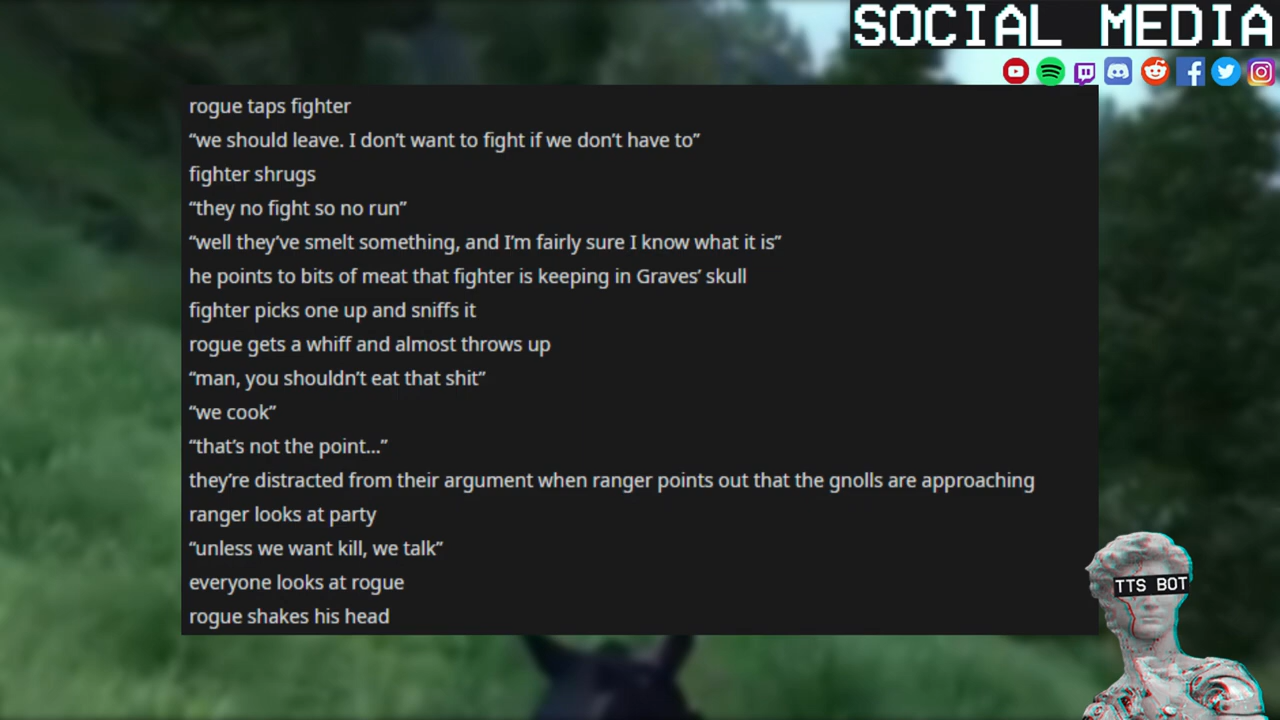 SOCIAL MEDIA
rogue taps fighter
“we should leave. I don’t want to fight if we don’t have to”
fighter shrugs
“they no fight so no run”
“well they’ve smelt something, and I’m fairly sure I know what it is”
he points to bits of meat that fighter is keeping in Graves’ skull
fighter picks one up and sniffs it
rogue gets a whiff and almost throws up
“man, you shouldn’t eat that shit”
“we cook”
“that’s not the point...”
they’re distracted from their argument when ranger points out that the gnolls are approaching
ranger looks at party
“unless we want kill, we talk”
everyone looks at rogue
rogue shakes his head
TTS BOT